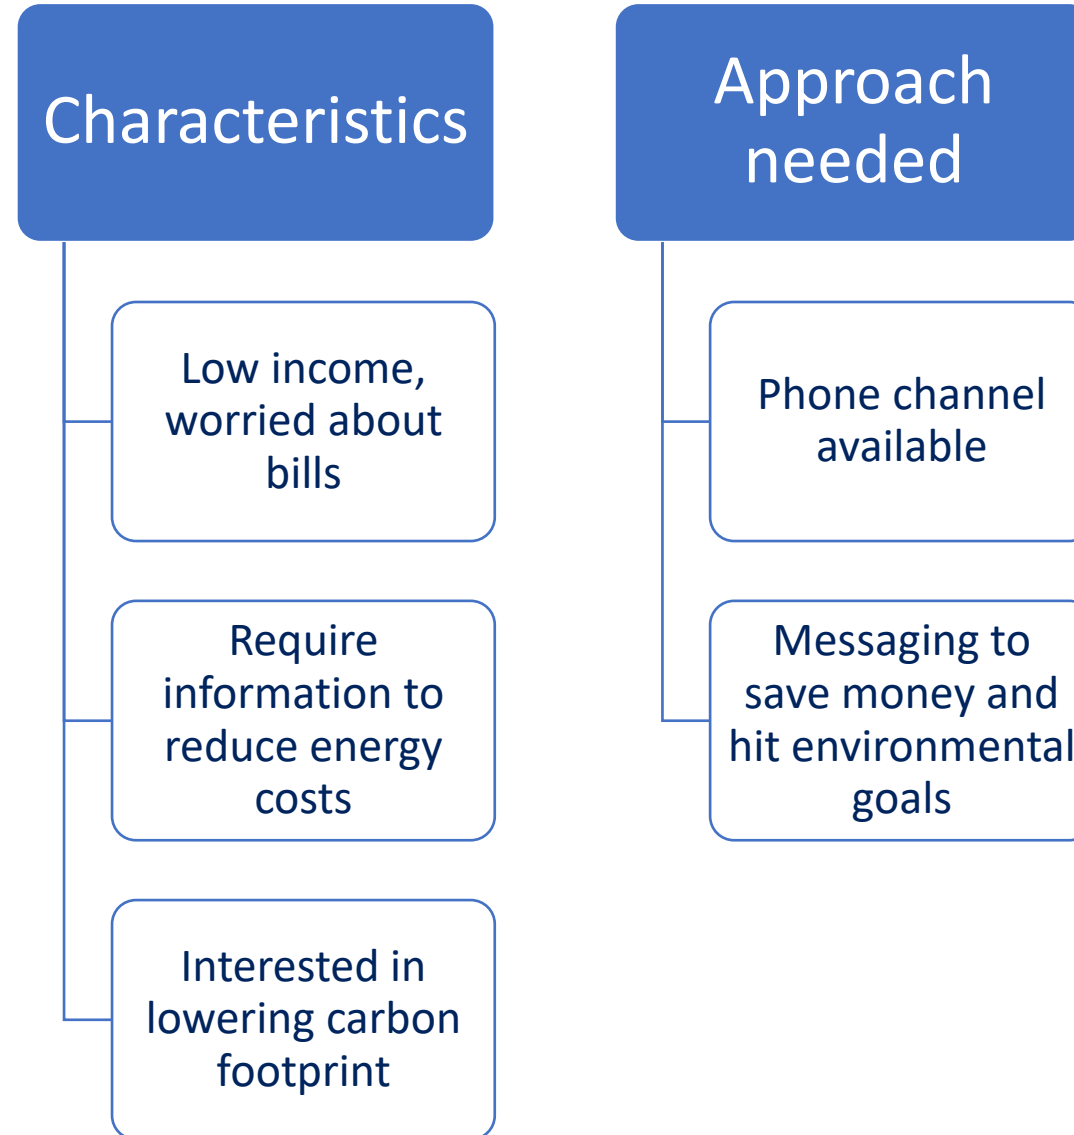 Characteristics
Low income,
worried about
bills
Require
information to
reduce energy
costs
Interested in
lowering carbon
footprint
Approach
needed
Phone channel
available
Messaging to
save money and
hit environmental
goals